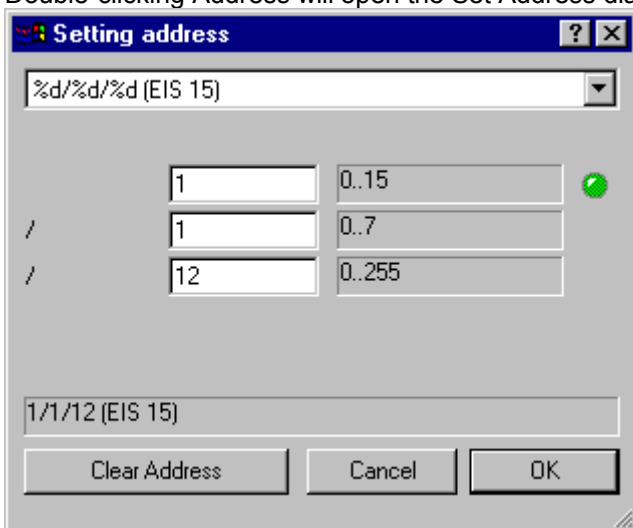 Double-clicking Address will open the Set Address dia
Setting address
%d/%d/%d (EIS 15)
1 0..15
/ 1 0..7
/ 12 0..255
1/1/12 (EIS 15)
Clear Address Cancel OK